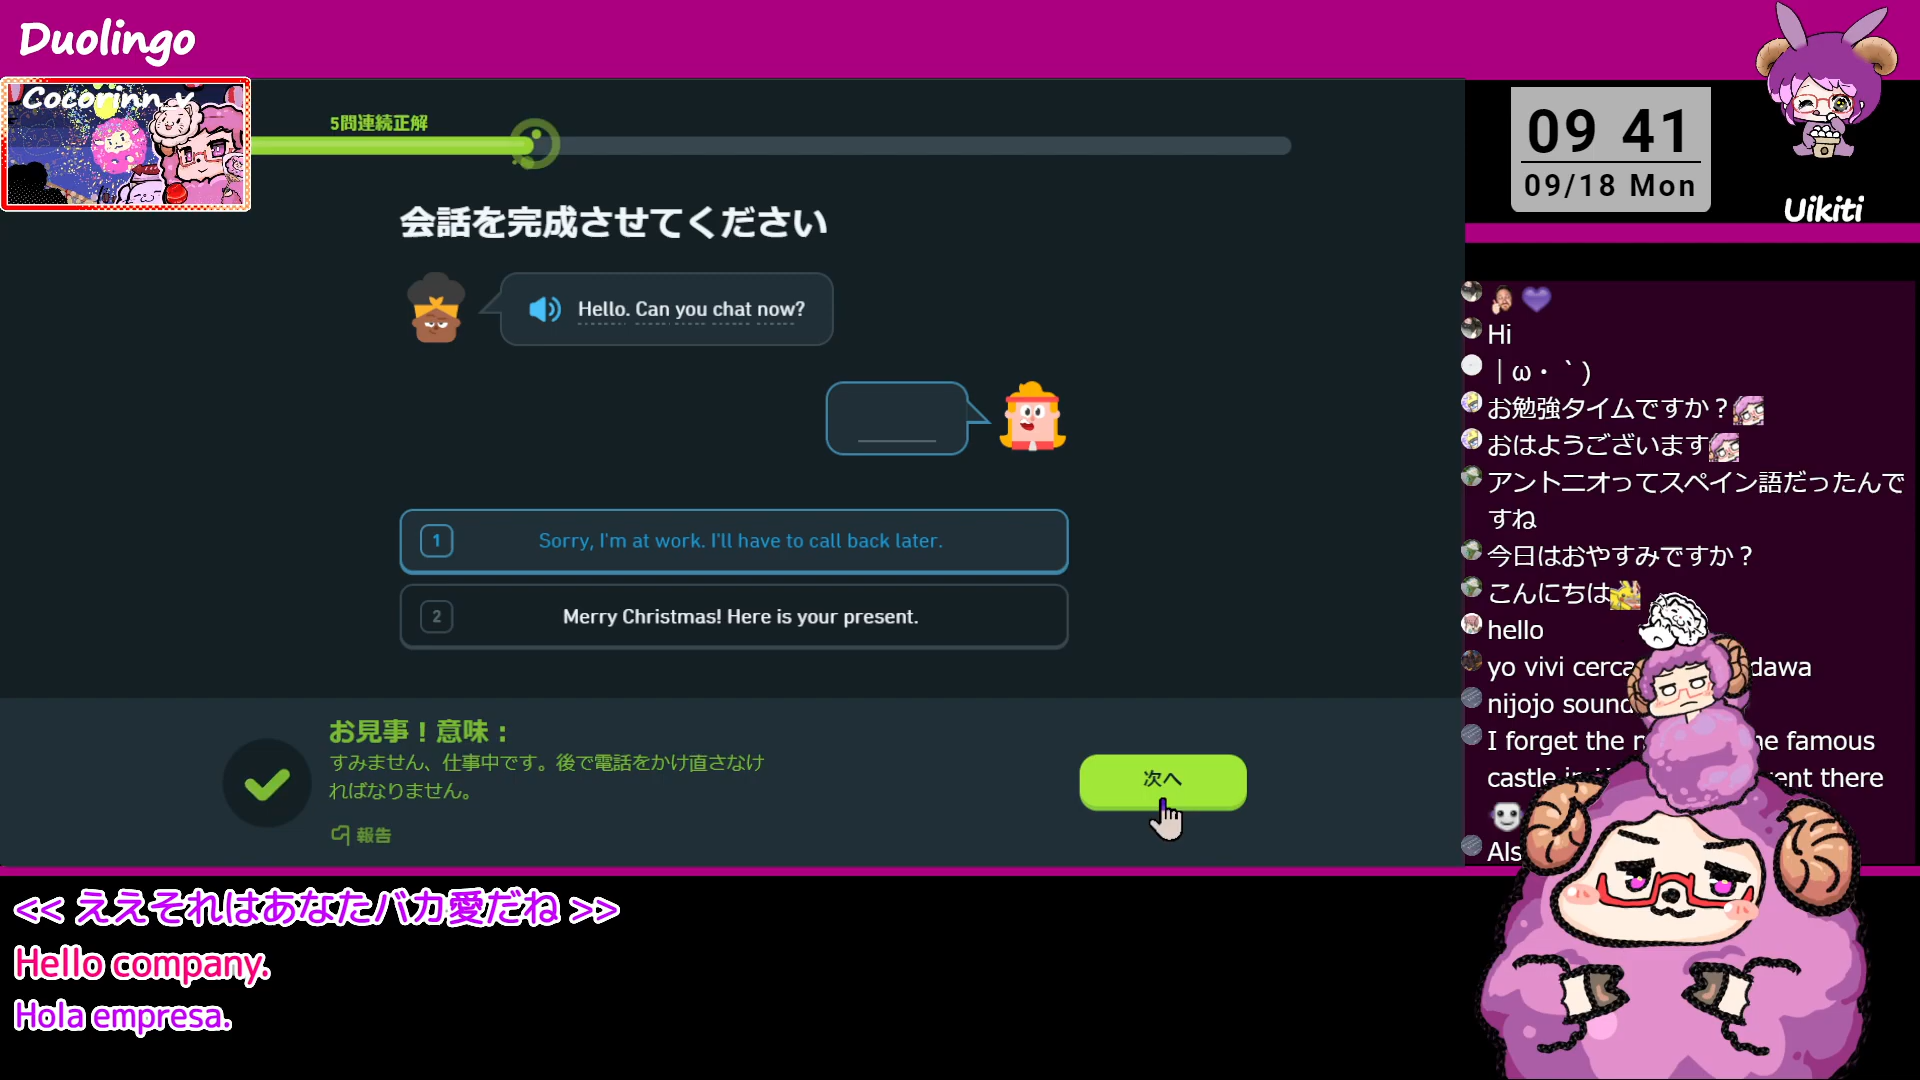 Duolingo
Cocorinn_v
5問連続正解
会話を完成させてください
Hello. Can you chat now?
1 Sorry, I'm at work. I'll have to call back later.
2 Merry Christmas! Here is your present.
お見事！意味：
すみません、仕事中です。後で電話をかけ直さなけ
ればなりません。
報告
次へ
09 41
09/18 Mon
Uikiti
Hi
｜ω・｀)
お勉強タイムですか？
おはようございます
アントニオってスペイン語だったんで
すね
今日はおやすみですか？
こんにちは
hello
yo vivi cerca dawa
nijojo sound
I forget the famous
castle there
Als
<< ええそれはあなたバカ愛だね >>
Hello company.
Hola empresa.